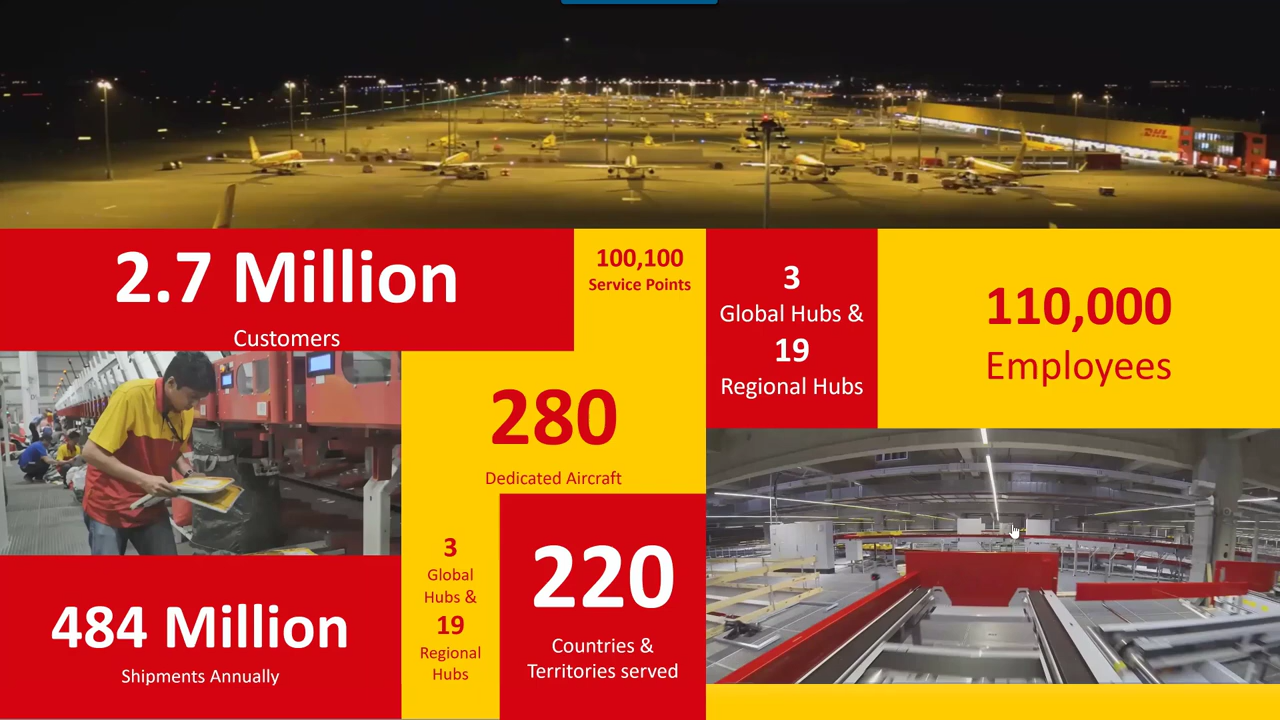 DHL
2.7 Million
Customers
100,100
Service Points
3
Global Hubs &
19
Regional Hubs
110,000
Employees
280
Dedicated Aircraft
484 Million
Shipments Annually
3
Global
Hubs &
19
Regional
Hubs
220
Countries &
Territories served